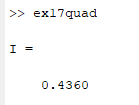 >> ex17quad
I =
0.4360